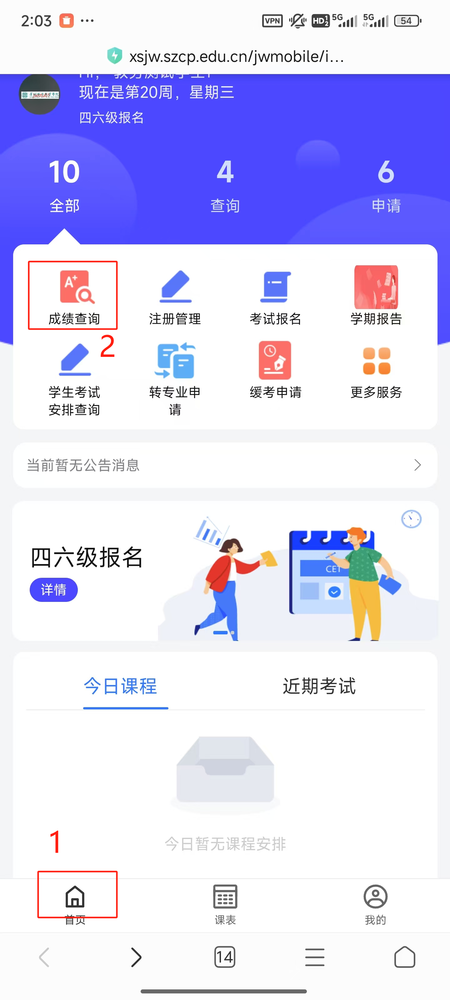 2:03
VPN
HD 1 2
5G
5G
54
xsjw.szcp.edu.cn/jwmobile/i...
现在是第20周，星期三
四六级报名
10
4
6
全部
查询
申请
A+
成绩查询
注册管理
考试报名
学期报告
2
学生考试
安排查询
转专业申
请
缓考申请
更多服务
当前暂无公告消息
四六级报名
详情
CET
今日课程
近期考试
今日暂无课程安排
1
首页
课表
我的
14